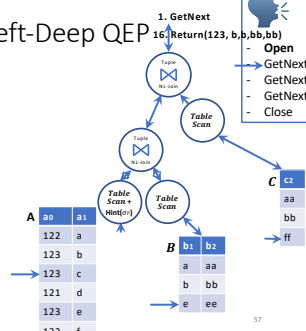 eft-Deep QEP
1. GetNext
16. Return(123, b,b,bb,bb)
- Open
GetNext
GetNext
GetNext
- Close
Tuple
NL-Join
Table
Scan
Tuple
NL-Join
Table
Scan +
Hint(σP)
Table
Scan
C
c2
aa
bb
ff
A
a0 a1
122 a
123 b
123 c
121 d
123 e
123 f
B
b1 b2
a aa
b bb
e ee
57